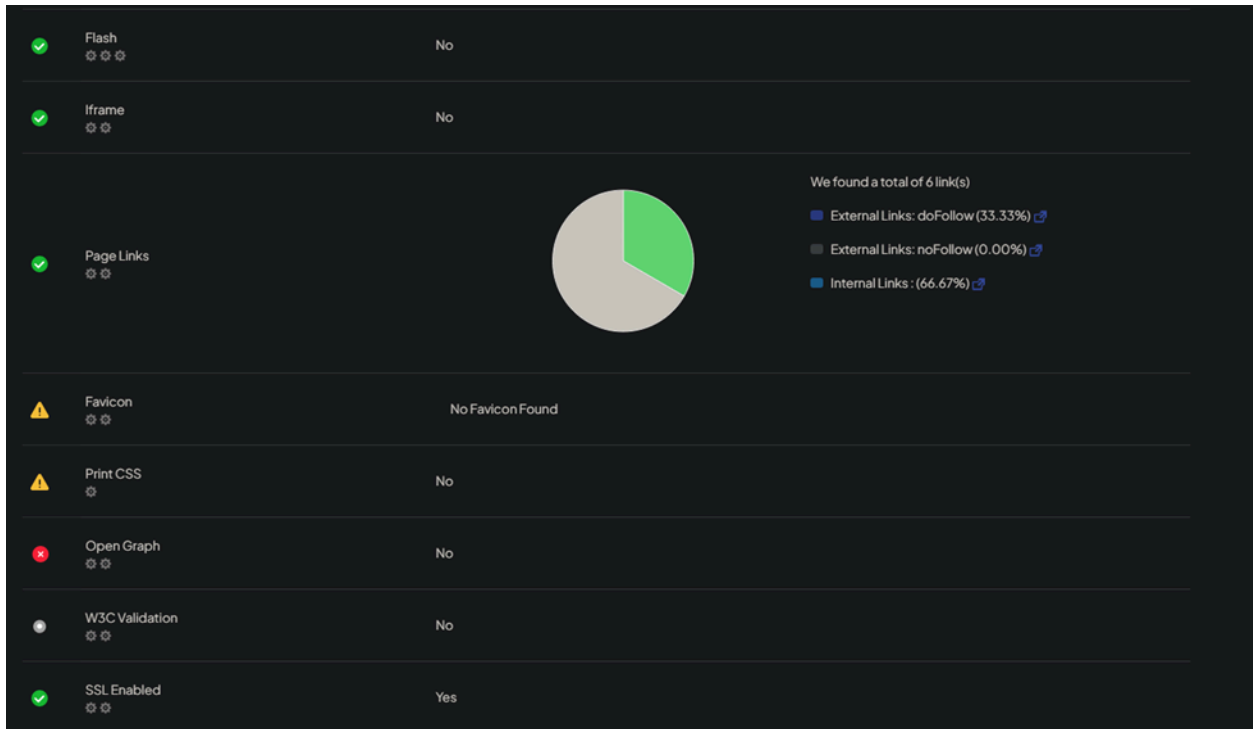 Flash
No
Iframe
No
Page Links
We found a total of 6 link(s)
External Links: doFollow (33.33%)
External Links: noFollow (0.00%)
Internal Links : (66.67%)
Favicon
No Favicon Found
Print CSS
No
Open Graph
No
W3C Validation
No
SSL Enabled
Yes